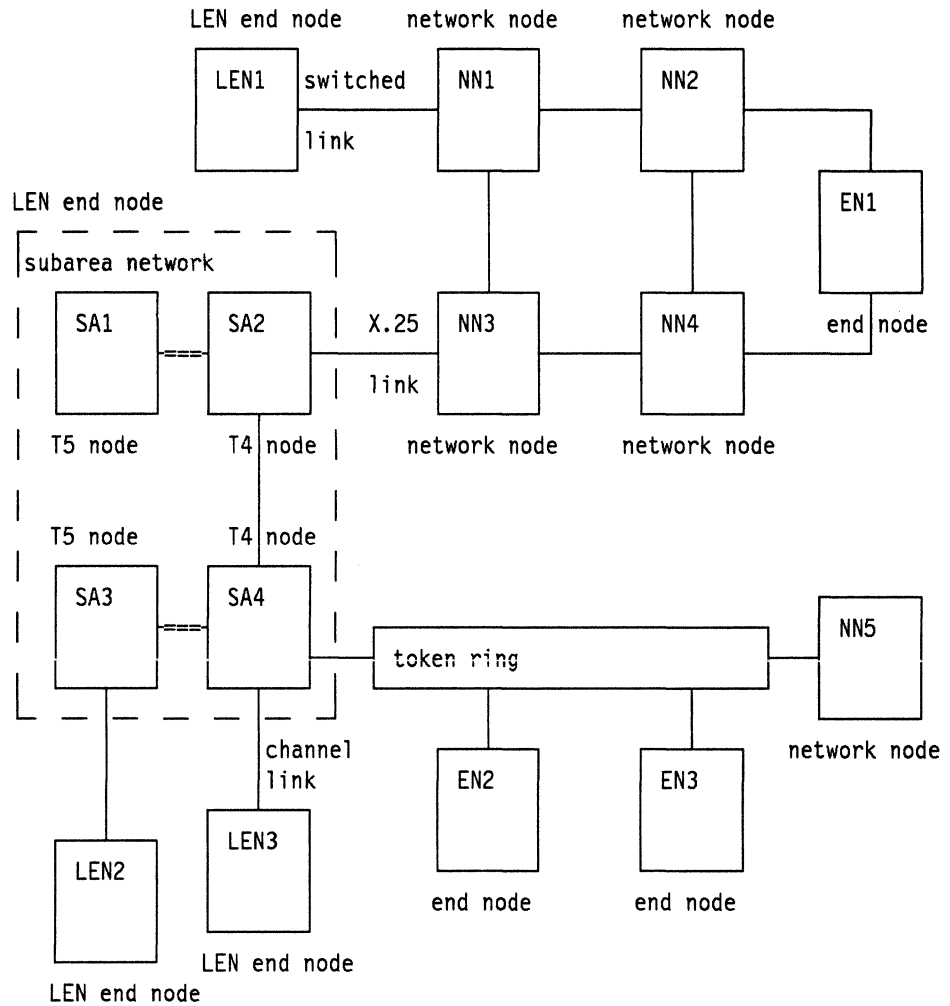 LEN end node
network node
network node
LEN1
switched
link
NN1
NN2
LEN end node
EN1
subarea network
SA1
===
SA2
X.25
link
NN3
NN4
end node
T5 node
T4 node
network node
network node
T5 node
T4 node
SA3
===
SA4
token ring
NN5
network node
channel
link
EN2
EN3
LEN2
LEN3
end node
end node
LEN end node
LEN end node